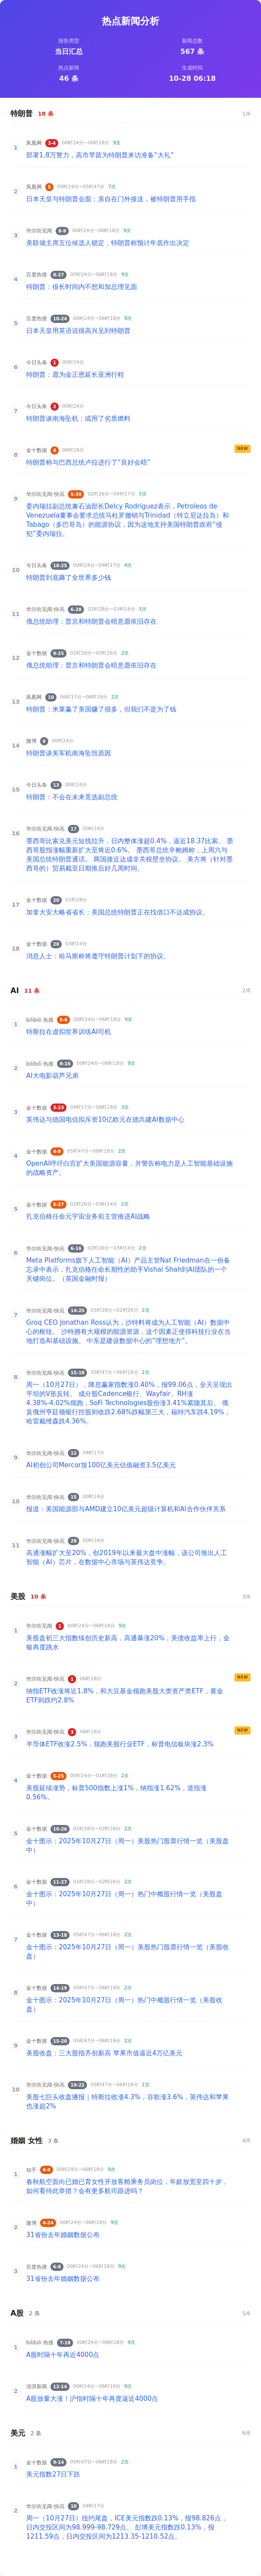 热点新闻分析
报告类型
新闻总数
当日汇总
567 条
热点新闻
生成时间
46 条
10-28 06:18
特朗普 18 条 1/6
1
凤凰网 3-4 00时24分~06时18分 9次
部署1.8万警力，高市早苗为特朗普来访准备“大礼”
2
凤凰网 5 00时24分~05时47分 7次
日本天皇与特朗普会面：亲自在门外接送，被特朗普用手指
3
华尔街见闻 8-9 00时24分~06时18分 9次
美联储主席五位候选人锁定，特朗普称预计年底作出决定
4
百度热搜 8-27 00时24分~06时18分 9次
特朗普：很长时间内不想和加总理见面
5
百度热搜 10-24 00时24分~06时18分 9次
日本天皇用英语说很高兴见到特朗普
6
今日头条 1 00时24分
特朗普：愿为金正恩延长亚洲行程
7
今日头条 2 00时24分
特朗普谈南海坠机：或用了劣质燃料
8
金十数据 4 06时18分 NEW
特朗普称与巴西总统卢拉进行了“良好会晤”
9
华尔街见闻-快讯 5-30 02时26分~04时17分 3次
委内瑞拉副总统兼石油部长Delcy Rodriguez表示，Petroleos de
Venezuela董事会要求总统马杜罗撤销与Trinidad（特立尼达岛）和
Tabago（多巴哥岛）的能源协议，因为这地支持美国特朗普政府“侵
犯”委内瑞拉。
10
今日头条 18-25 00时24分~04时17分 4次
特朗普到底薅了全世界多少钱
11
华尔街见闻-快讯 6-28 01时28分~03时14分 3次
俄总统助理：普京和特朗普会晤意愿依旧存在
12
金十数据 9-25 01时28分~02时26分 2次
俄总统助理：普京和特朗普会晤意愿依旧存在
13
凤凰网 10 06时17分~06时18分 2次
特朗普：米莱赢了美国赚了很多，但我们不是为了钱
14
微博 6 00时24分
特朗普谈美军机南海坠毁原因
15
今日头条 13 00时24分
特朗普：不会在未来竞选副总统
16
华尔街见闻-快讯 17 00时24分
墨西哥比索兑美元短线拉升，日内整体涨超0.4%，逼近18.37比索。 墨
西哥股指涨幅重新扩大至将近0.6%。 墨西哥总统辛鲍姆称，上周六与
美国总统特朗普通话。 两国接近达成非关税壁垒协议。 美方将（针对墨
西哥的）贸易截至日期推后好几周时间。
17
金十数据 20 01时28分
加拿大安大略省省长：美国总统特朗普正在找借口不达成协议。
18
金十数据 28 03时14分
消息人士：哈马斯称将遵守特朗普计划下的协议。
AI 11 条 2/6
1
bilibili 热搜 5-6 00时24分~06时18分 9次
特斯拉在虚拟世界训练AI司机
2
bilibili 热搜 9-16 00时24分~06时18分 9次
AI大电影葫芦兄弟
3
金十数据 3-23 04时17分~06时18分 3次
英伟达与德国电信拟斥资10亿欧元在德共建AI数据中心
4
金十数据 4-9 05时47分~06时18分 2次
OpenAI呼吁白宫扩大美国能源容量，并警告称电力是人工智能基础设施
的战略资产。
5
金十数据 5-27 02时26分~03时14分 2次
扎克伯格任命元宇宙业务前主管推进AI战略
6
华尔街见闻-快讯 6-16 02时26分~03时14分 2次
Meta Platforms旗下人工智能（AI）产品主管Nat Friedman在一份备
忘录中表示，扎克伯格任命长期性的助手Vishal Shah到AI团队的一个
关键岗位。（英国金融时报）
7
华尔街见闻-快讯 14-25 01时28分~02时26分 2次
Groq CEO Jonathan Ross认为，沙特料将成为人工智能（AI）数据中
心的枢纽。 沙特拥有大规模的能源资源，这个因素正使得科技行业在当
地打造AI基础设施。 中东是建设数据中心的“理想地方”。
8
华尔街见闻-快讯 15-18 05时47分~06时18分 2次
周一（10月27日），降息赢家指数涨0.40%，报99.06点，全天呈现出
平坦的V形反转。 成分股Cadence银行、Wayfair、RH涨
4.38%-4.02%领跑，SoFi Technologies股份涨3.41%紧随其后。 俄
亥俄州亨廷顿银行控股则收跌2.68%跌幅第三大，福特汽车跌4.19%，
哈雷戴维森跌4.36%。
9
华尔街见闻-快讯 12 04时17分
AI初创公司Mercor按100亿美元估值融资3.5亿美元
10
华尔街见闻-快讯 15 00时24分
报道：美国能源部与AMD建立10亿美元超级计算机和AI合作伙伴关系
11
华尔街见闻-快讯 28 00时24分
高通涨幅扩大至20%，创2019年以来最大盘中涨幅，该公司推出人工
智能（AI）芯片，在数据中心市场与英伟达竞争。
美股 10 条 3/6
1
华尔街见闻 1 00时24分~06时18分 9次
美股盘初三大指数续创历史新高，高通暴涨20%，美债收益率上行，金
银再度跳水
2
华尔街见闻-快讯 1 06时18分 NEW
纳指ETF收涨将近1.8%，和大豆基金领跑美股大类资产类ETF，黄金
ETF则跌约2.8%
3
华尔街见闻-快讯 3 06时18分 NEW
半导体ETF收涨2.5%，领跑美股行业ETF，标普电信板块涨2.3%
4
金十数据 5-25 00时24分~01时28分 2次
美股延续涨势，标普500指数上涨1%，纳指涨1.62%，道指涨
0.56%。
5
金十数据 10-26 01时28分~02时26分 2次
金十图示：2025年10月27日（周一）美股热门股票行情一览（美股盘
中）
6
金十数据 11-27 01时28分~02时26分 2次
金十图示：2025年10月27日（周一）热门中概股行情一览（美股盘
中）
7
金十数据 13-18 05时47分~06时18分 2次
金十图示：2025年10月27日（周一）美股热门股票行情一览（美股收
盘）
8
金十数据 14-19 05时47分~06时18分 2次
金十图示：2025年10月27日（周一）热门中概股行情一览（美股收
盘）
9
金十数据 15-20 05时47分~06时18分 2次
美股收盘：三大股指齐创新高 苹果市值逼近4万亿美元
10
华尔街见闻-快讯 19-22 05时47分~06时18分 2次
美股七巨头收盘播报｜特斯拉收涨4.3%，谷歌涨3.6%，英伟达和苹果
也涨超2%
婚姻 女性 3 条 4/6
1
知乎 4-9 00时24分~06时18分 9次
春秋航空面向已婚已育女性开放客舱乘务员岗位，年龄放宽至四十岁，
如何看待此举措？会有更多航司跟进吗？
2
微博 4-24 00时24分~06时18分 9次
31省份去年婚姻数据公布
3
百度热搜 6-8 00时24分~06时18分 9次
31省份去年婚姻数据公布
A股 2 条 5/6
1
bilibili 热搜 7-18 00时24分~06时18分 9次
A股时隔十年再近4000点
2
澎湃新闻 12-14 00时24分~06时18分 9次
A股放量大涨！沪指时隔十年再度逼近4000点
美元 2 条 6/6
1
金十数据 9-14 05时47分~06时18分 2次
美元指数27日下跌
2
华尔街见闻-快讯 10 04时17分
周一（10月27日）纽约尾盘，ICE美元指数跌0.13%，报98.826点，
日内交投区间为98.999-98.729点。 彭博美元指数跌0.13%，报
1211.59点，日内交投区间为1213.35-1210.52点。